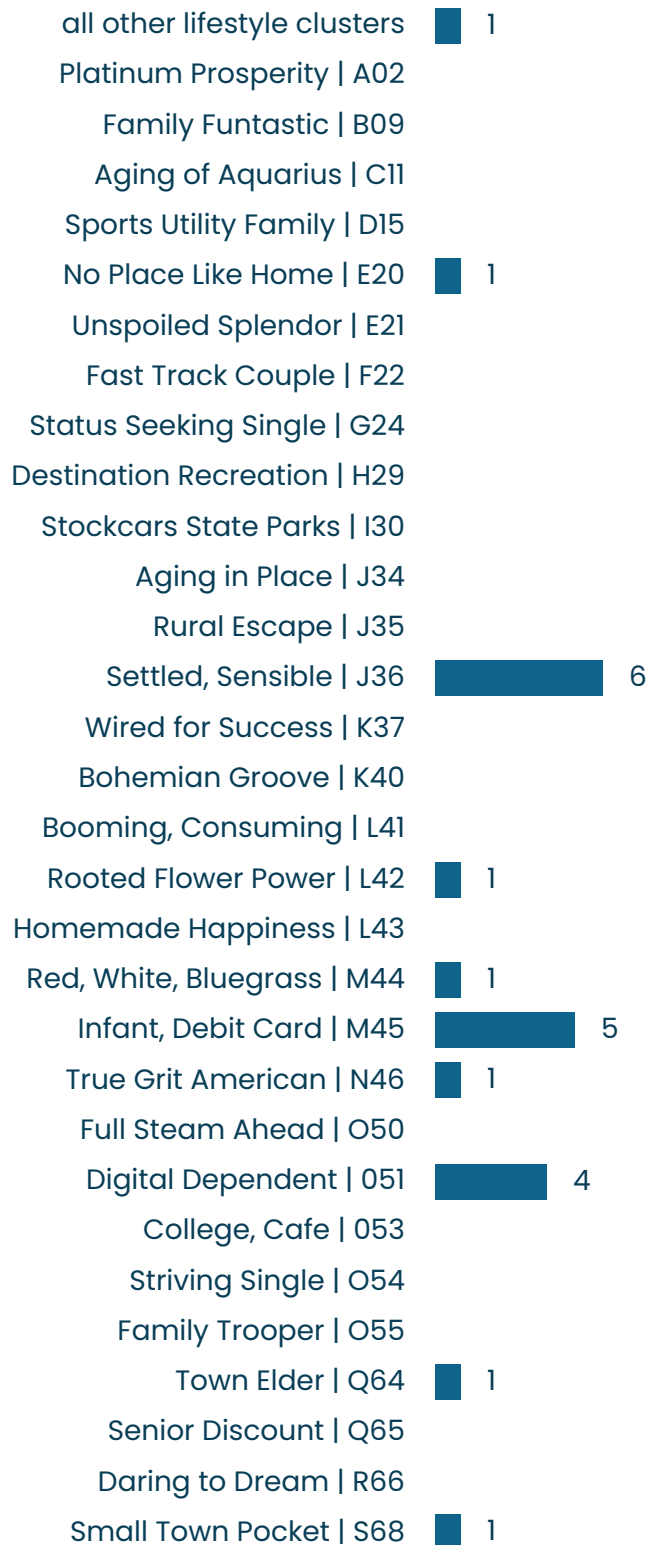 all other lifestyle clusters 1
Platinum Prosperity | A02
Family Funtastic | B09
Aging of Aquarius | C11
Sports Utility Family | D15
No Place Like Home | E20 1
Unspoiled Splendor | E21
Fast Track Couple | F22
Status Seeking Single | G24
Destination Recreation | H29
Stockcars State Parks | I30
Aging in Place | J34
Rural Escape | J35
Settled, Sensible | J36 6
Wired for Success | K37
Bohemian Groove | K40
Booming, Consuming | L41
Rooted Flower Power | L42 1
Homemade Happiness | L43
Red, White, Bluegrass | M44 1
Infant, Debit Card | M45 5
True Grit American | N46 1
Full Steam Ahead | O50
Digital Dependent | 051 4
College, Cafe | 053
Striving Single | O54
Family Trooper | O55
Town Elder | Q64 1
Senior Discount | Q65
Daring to Dream | R66
Small Town Pocket | S68 1